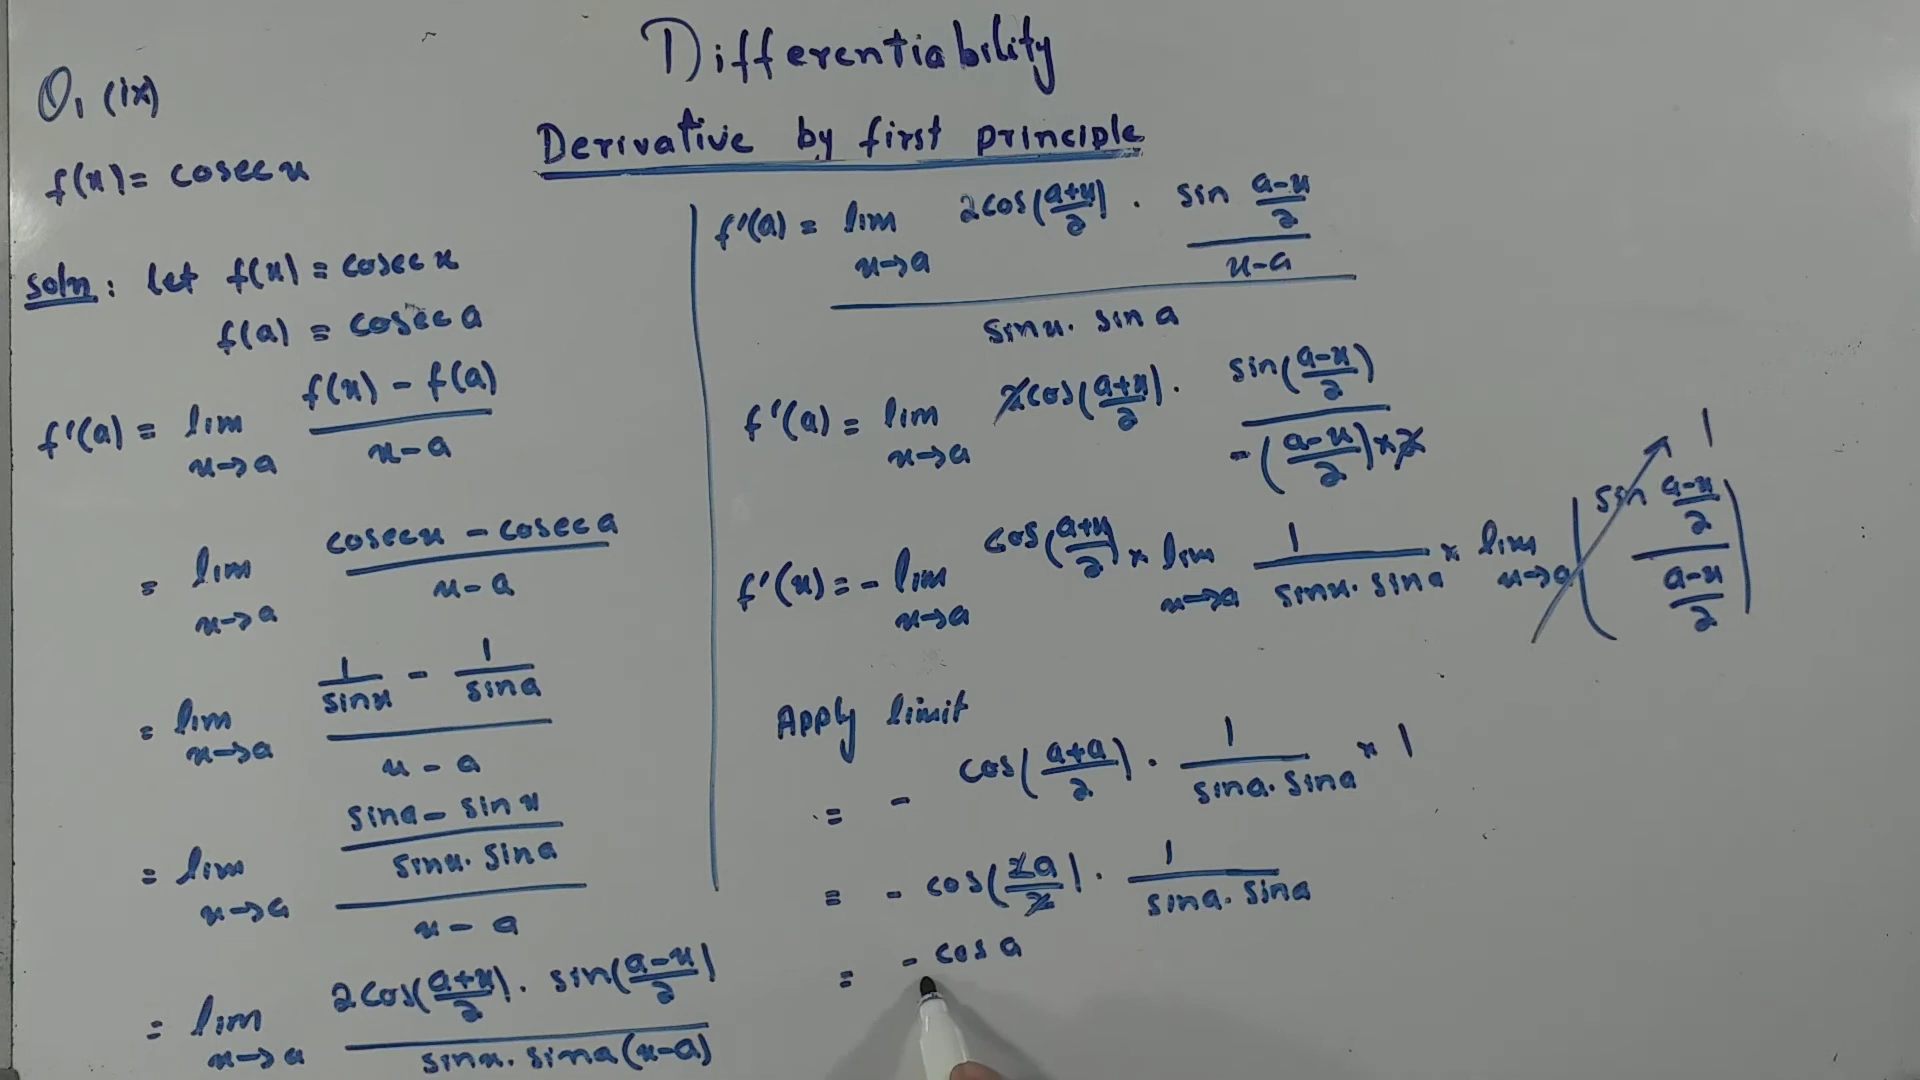 Differentiability
Derivative by first principle
Q1 (ix)
f(x) = cosec x
Soln: let f(x) = cosec x
f(a) = cosec a
f'(a) = lim x→a (f(x) - f(a)) / (x - a)
= lim x→a (cosec x - cosec a) / (x - a)
= lim x→a (1/sin x - 1/sin a) / (x - a)
= lim x→a ((sin a - sin x) / (sin x . sin a)) / (x - a)
= lim x→a (2cos((a+x)/2) . sin((a-x)/2)) / (sin x . sin a (x-a))
f'(a) = lim x→a (2cos((a+x)/2) . (sin (a-x)/2) / (x-a)) / (sin x . sin a)
f'(a) = lim x→a 2cos((a+x)/2) . sin((a-x)/2) / (-((a-x)/2) × 2)
f'(x) = - lim x→a cos((a+x)/2) × lim x→a 1/(sin x . sin a) × lim x→a ((sin (a-x)/2) / ((a-x)/2)) 1
Apply limit
= - cos((a+a)/2) . 1/(sin a . sin a) × 1
= - cos(2a/2) . 1/(sin a . sin a)
= - cos a